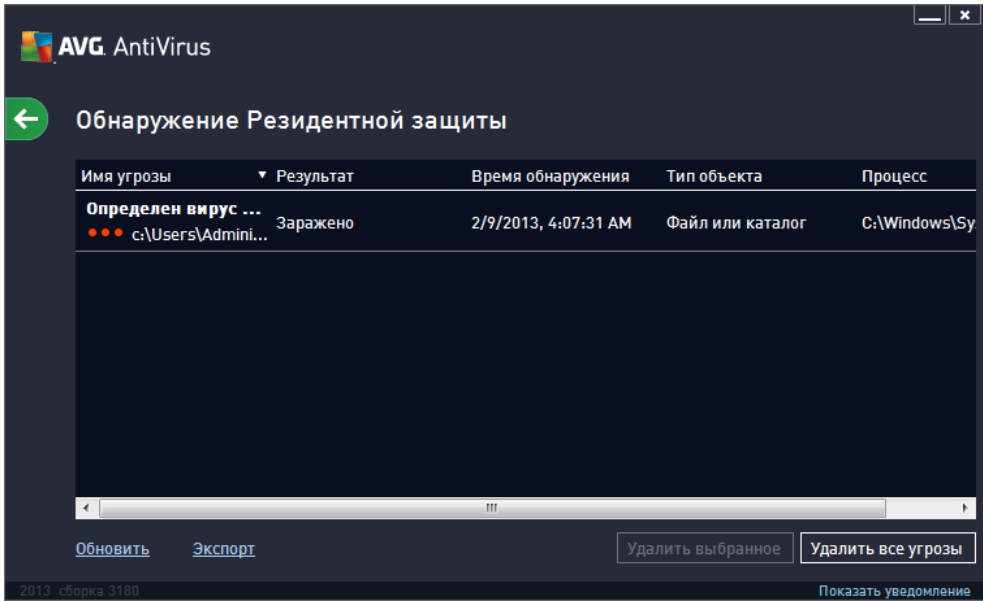 AVG. AntiVirus
Обнаружение Резидентной защиты
Имя угрозы Результат Время обнаружения Тип объекта Процесс
Определен вирус ...
c:\Users\Admini... Заражено 2/9/2013, 4:07:31 AM Файл или каталог C:\Windows\Sy
Обновить Экспорт Удалить выбранное Удалить все угрозы
2013 сборка 3180 Показать уведомление